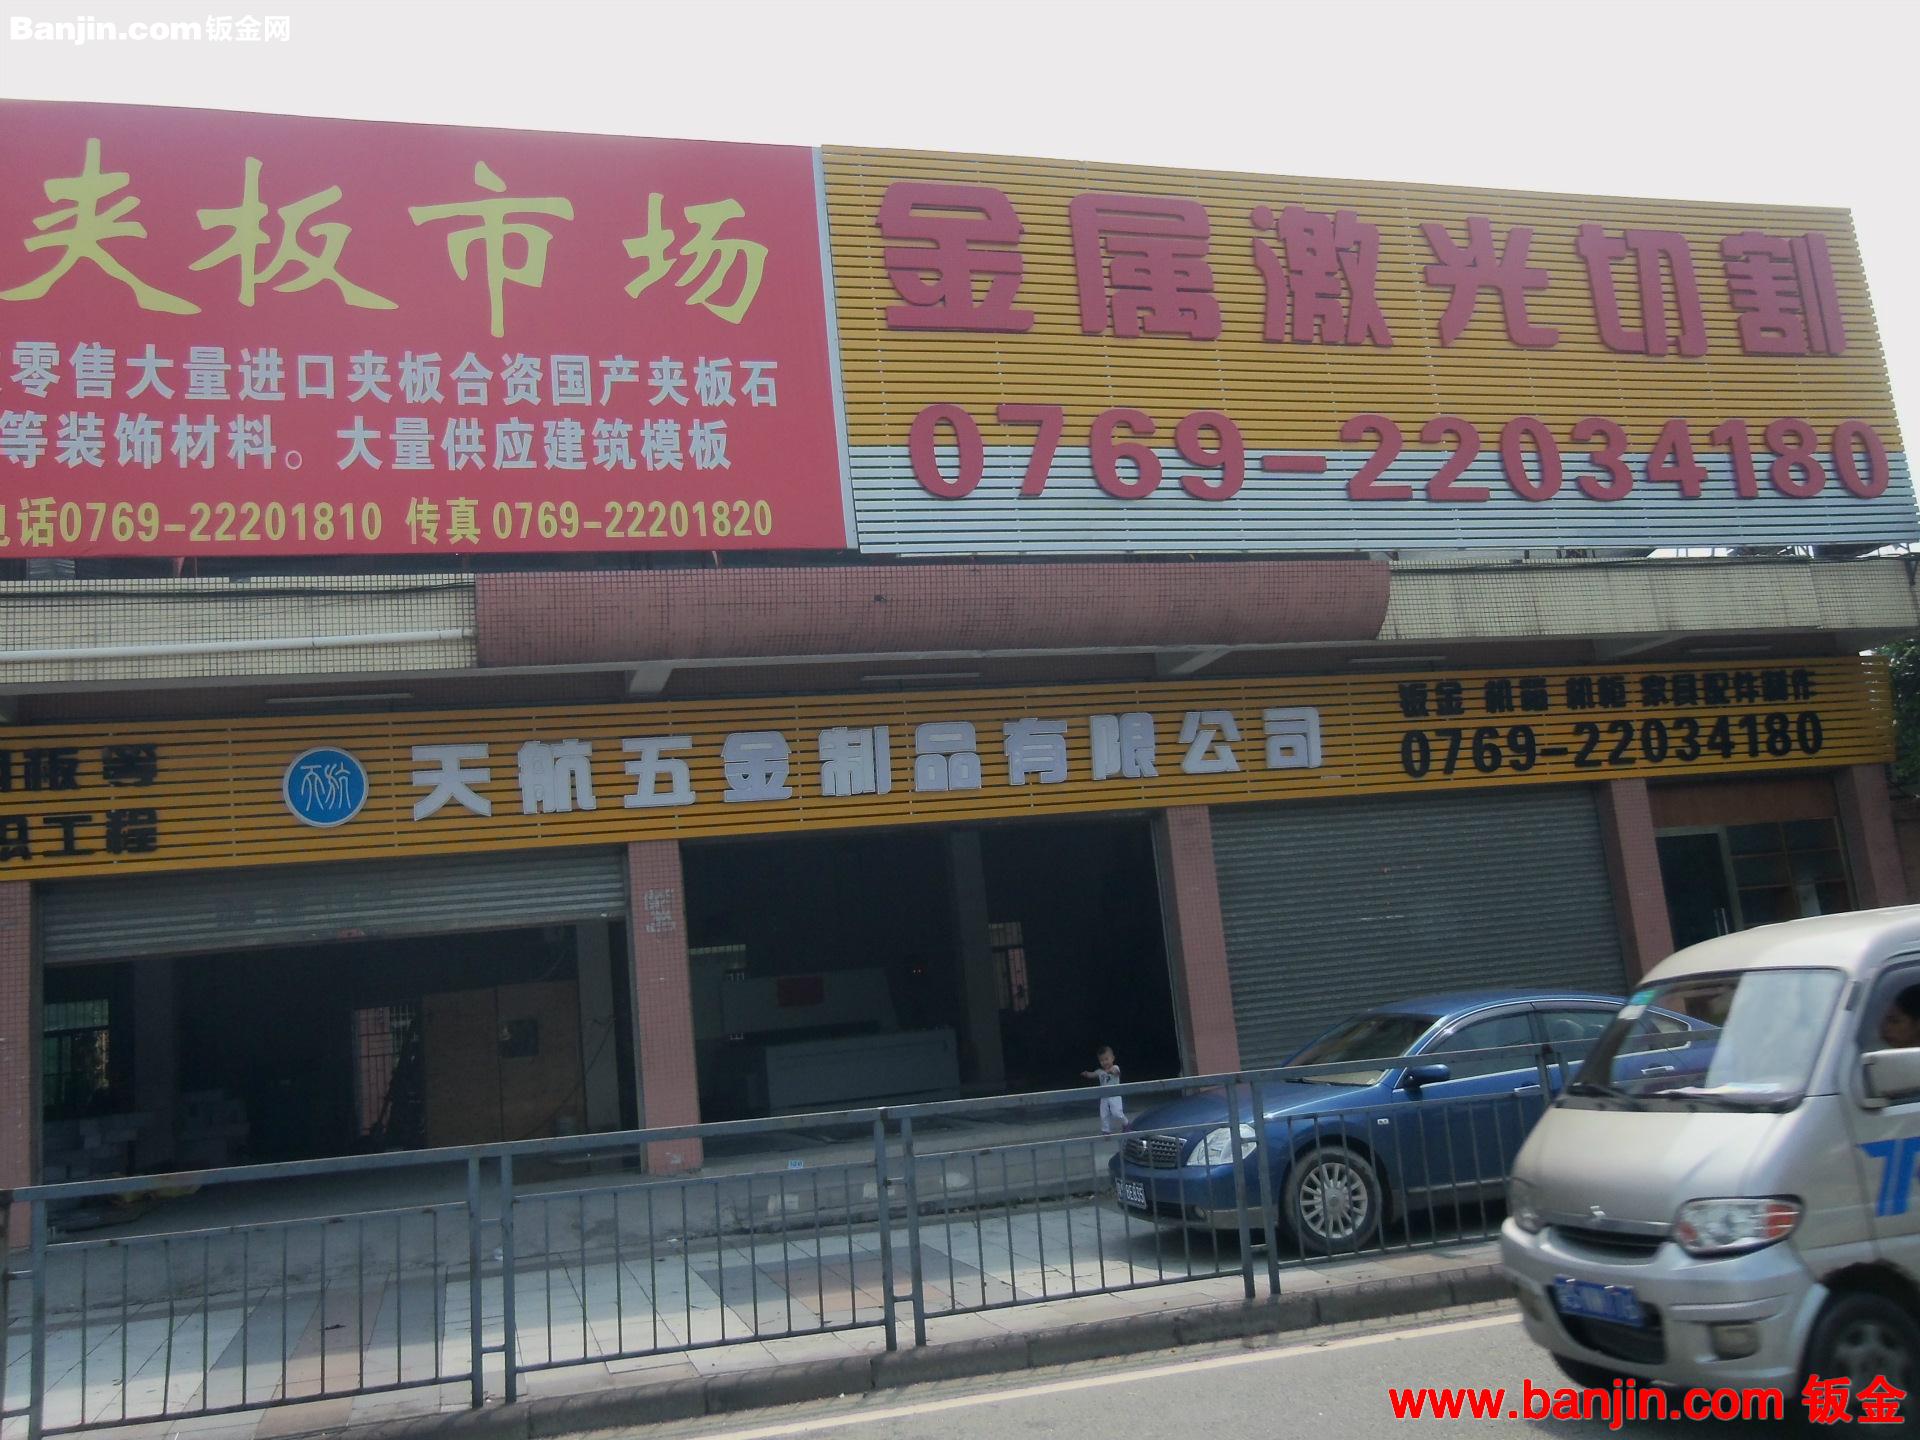 Banjin.com钣金网
夹板市场
零售大量进口夹板合资国产夹板石
等装饰材料。大量供应建筑模板
电话0769-22201810 传真0769-22201820
金属激光切割
0769-22034180
板 等
工程
天航
天航五金制品有限公司
钣金 机箱 机柜 家具配件制作
0769-22034180
www.banjin.com 钣金